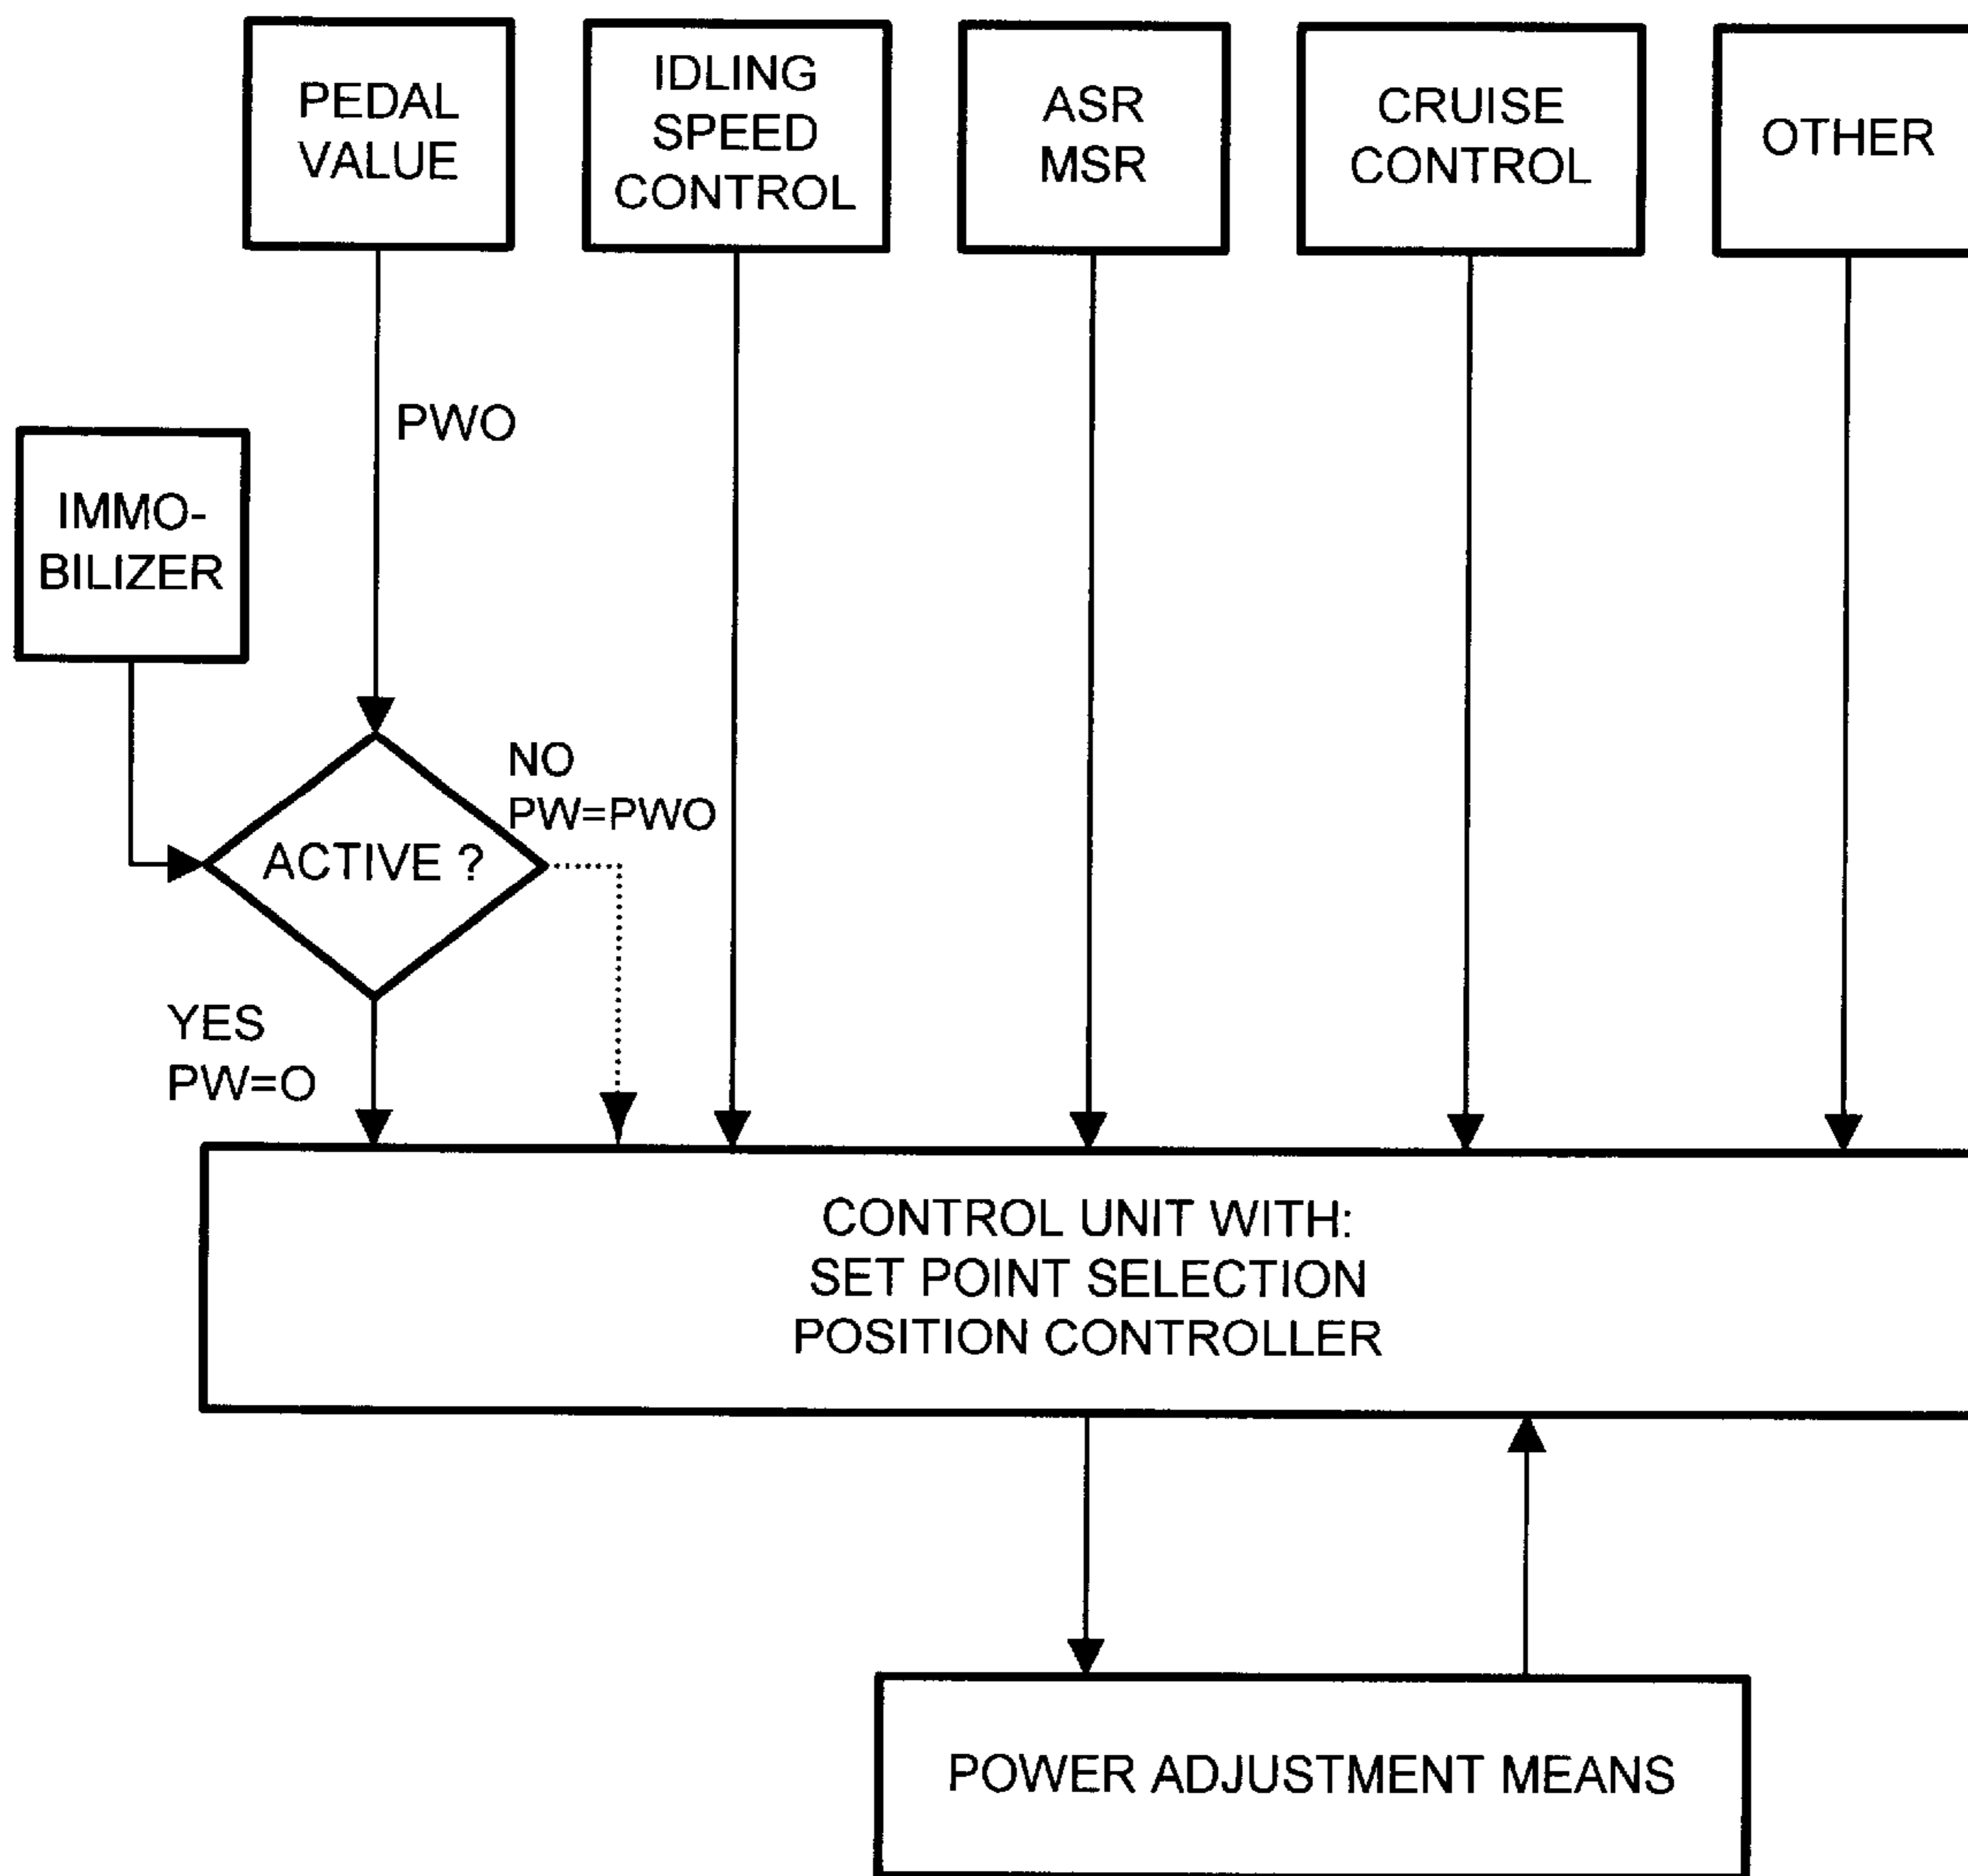 PEDAL
VALUE
IDLING
SPEED
CONTROL
ASR
MSR
CRUISE
CONTROL
OTHER
PWO
IMMO-
BILIZER
NO
PW=PWO
ACTIVE ?
YES
PW=O
CONTROL UNIT WITH:
SET POINT SELECTION
POSITION CONTROLLER
POWER ADJUSTMENT MEANS